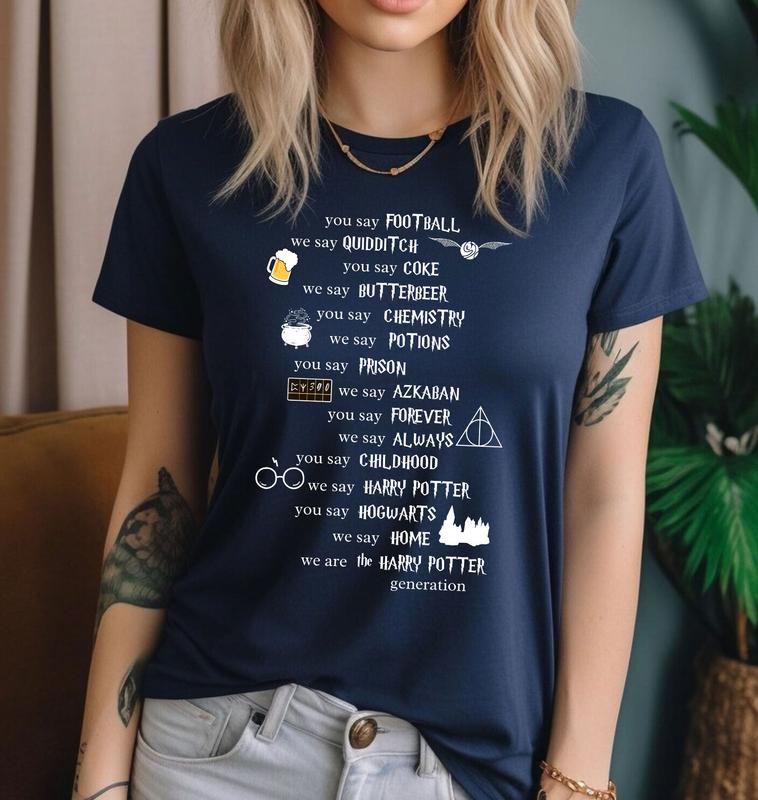 you say FOOTBALL
we say QUIDDITCH
you say COKE
we say BUTTERBEER
you say CHEMISTRY
we say POTIONS
you say PRISON
we say AZKABAN
you say FOREVER
we say ALWAYS
you say CHILDHOOD
we say HARRY POTTER
you say HOGWARTS
we say HOME
we are the HARRY POTTER
generation